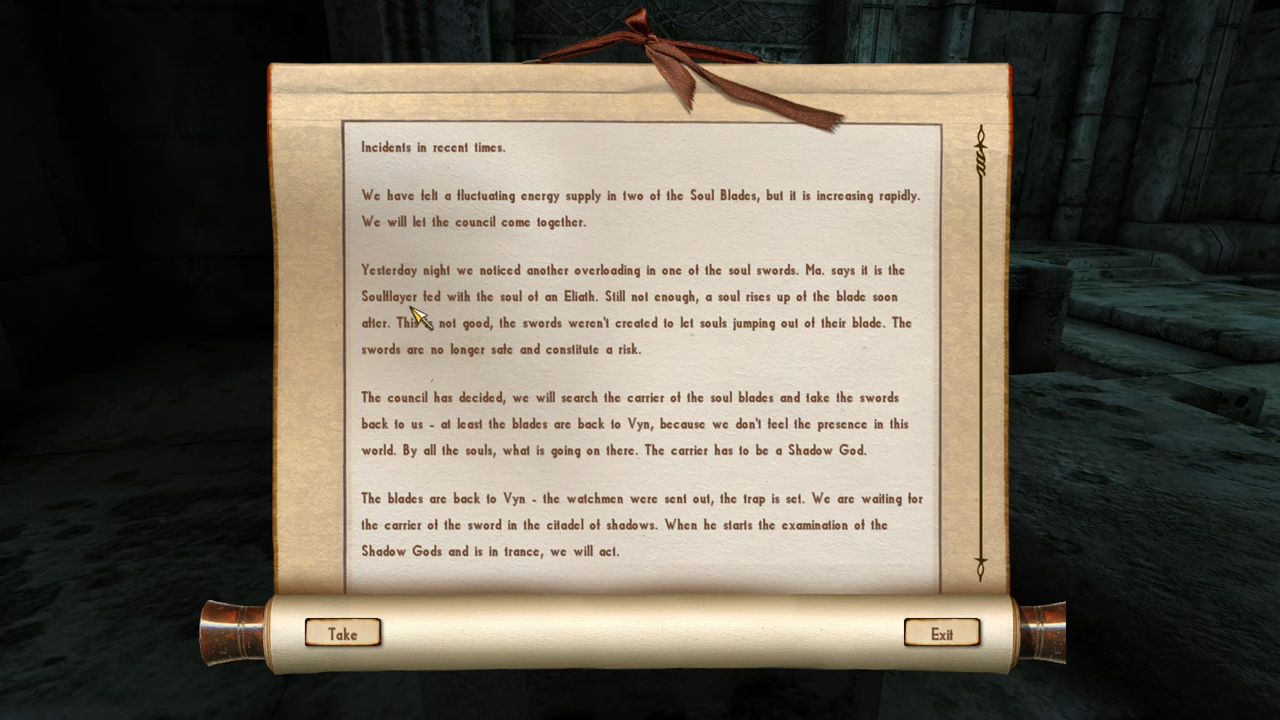 Incidents in recent times.
We have felt a fluctuating energy supply in two of the Soul Blades, but it is increasing rapidly.
We will let the council come together.
Yesterday night we noticed another overloading in one of the soul swords. Ma. says it is the
Soulflayer fed with the soul of an Eliath. Still not enough, a soul rises up of the blade soon
after. This not good, the swords weren't created to let souls jumping out of their blade. The
swords are no longer safe and constitute a risk.
The council has decided, we will search the carrier of the soul blades and take the swords
back to us - at least the blades are back to Vyn, because we don't feel the presence in this
world. By all the souls, what is going on there. The carrier has to be a Shadow God.
The blades are back to Vyn - the watchmen were sent out, the trap is set. We are waiting for
the carrier of the sword in the citadel of shadows. When he starts the examination of the
Shadow Gods and is in trance, we will act.
Take
Exit